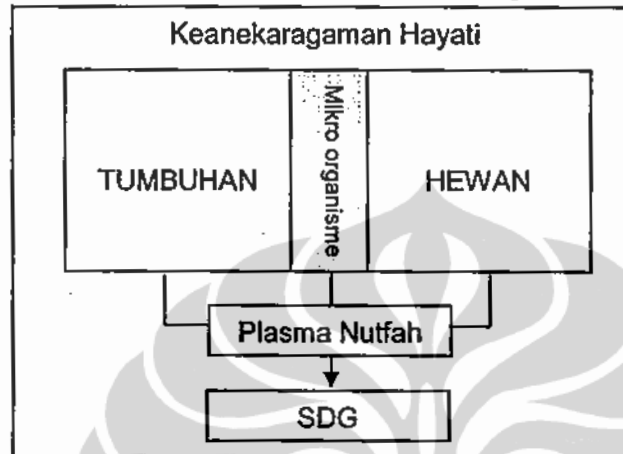 Keanekaragaman Hayati
TUMBUHAN
Mikro organisme
HEWAN
Plasma Nutfah
SDG